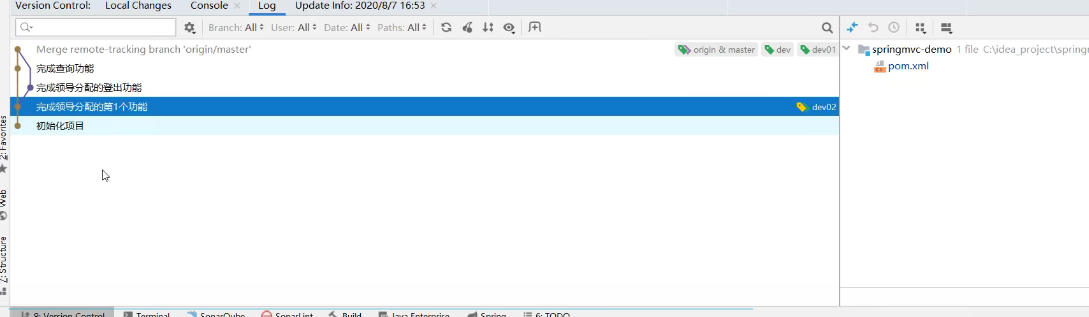 Version Control: Local Changes Console Log Update Info: 2020/8/7 16:53
Branch: All User: All Date: All Paths: All
Merge remote-tracking branch 'origin/master' origin & master dev dev01
完成查询功能
完成领导分配的登出功能
完成领导分配的第1个功能 dev02
初始化项目
springmvc-demo 1 file C:\idea_project\spring
pom.xml
2: Favorites
Web
7: Structure
9: Version Control Terminal SonarQube SonarLint Build Java Enterprise Spring 6: TODO